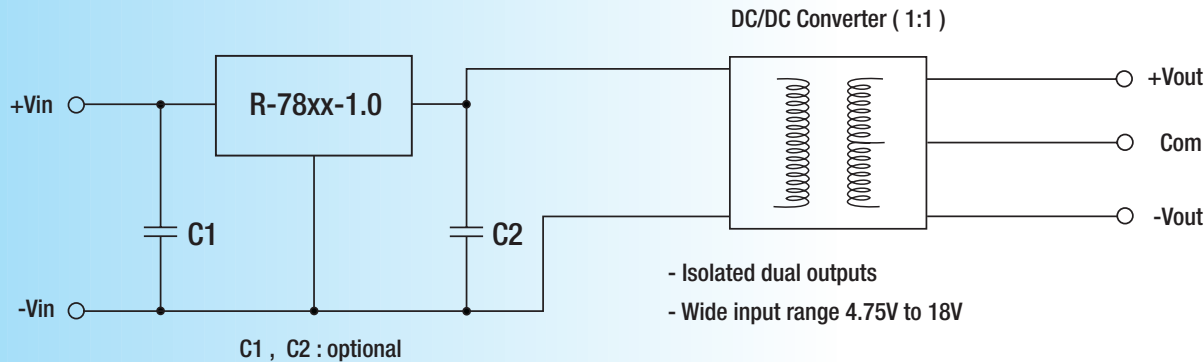 DC/DC Converter ( 1:1 )
+Vin
R-78xx-1.0
+Vout
Com
C1
C2
-Vout
- Isolated dual outputs
-Vin
- Wide input range 4.75V to 18V
C1 , C2 : optional